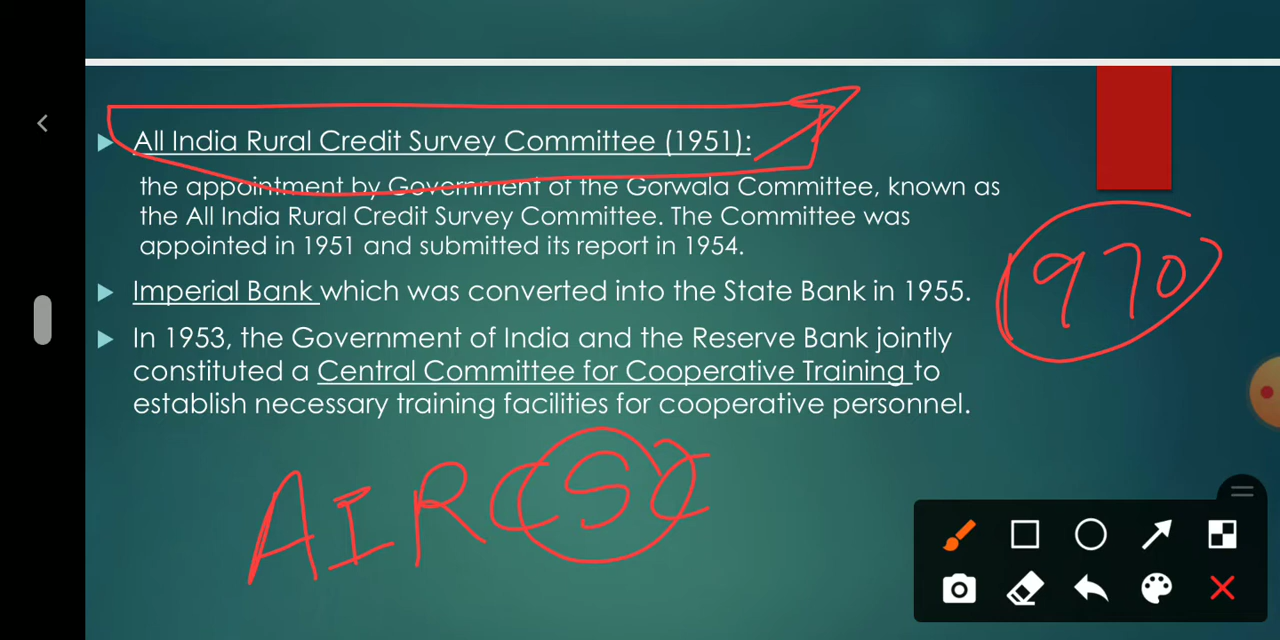 All India Rural Credit Survey Committee (1951):
the appointment by Government of the Gorwala Committee, known as
the All India Rural Credit Survey Committee. The Committee was
appointed in 1951 and submitted its report in 1954.
970
Imperial Bank which was converted into the State Bank in 1955.
In 1953, the Government of India and the Reserve Bank jointly
constituted a Central Committee for Cooperative Training to
establish necessary training facilities for cooperative personnel.
AIRCSC